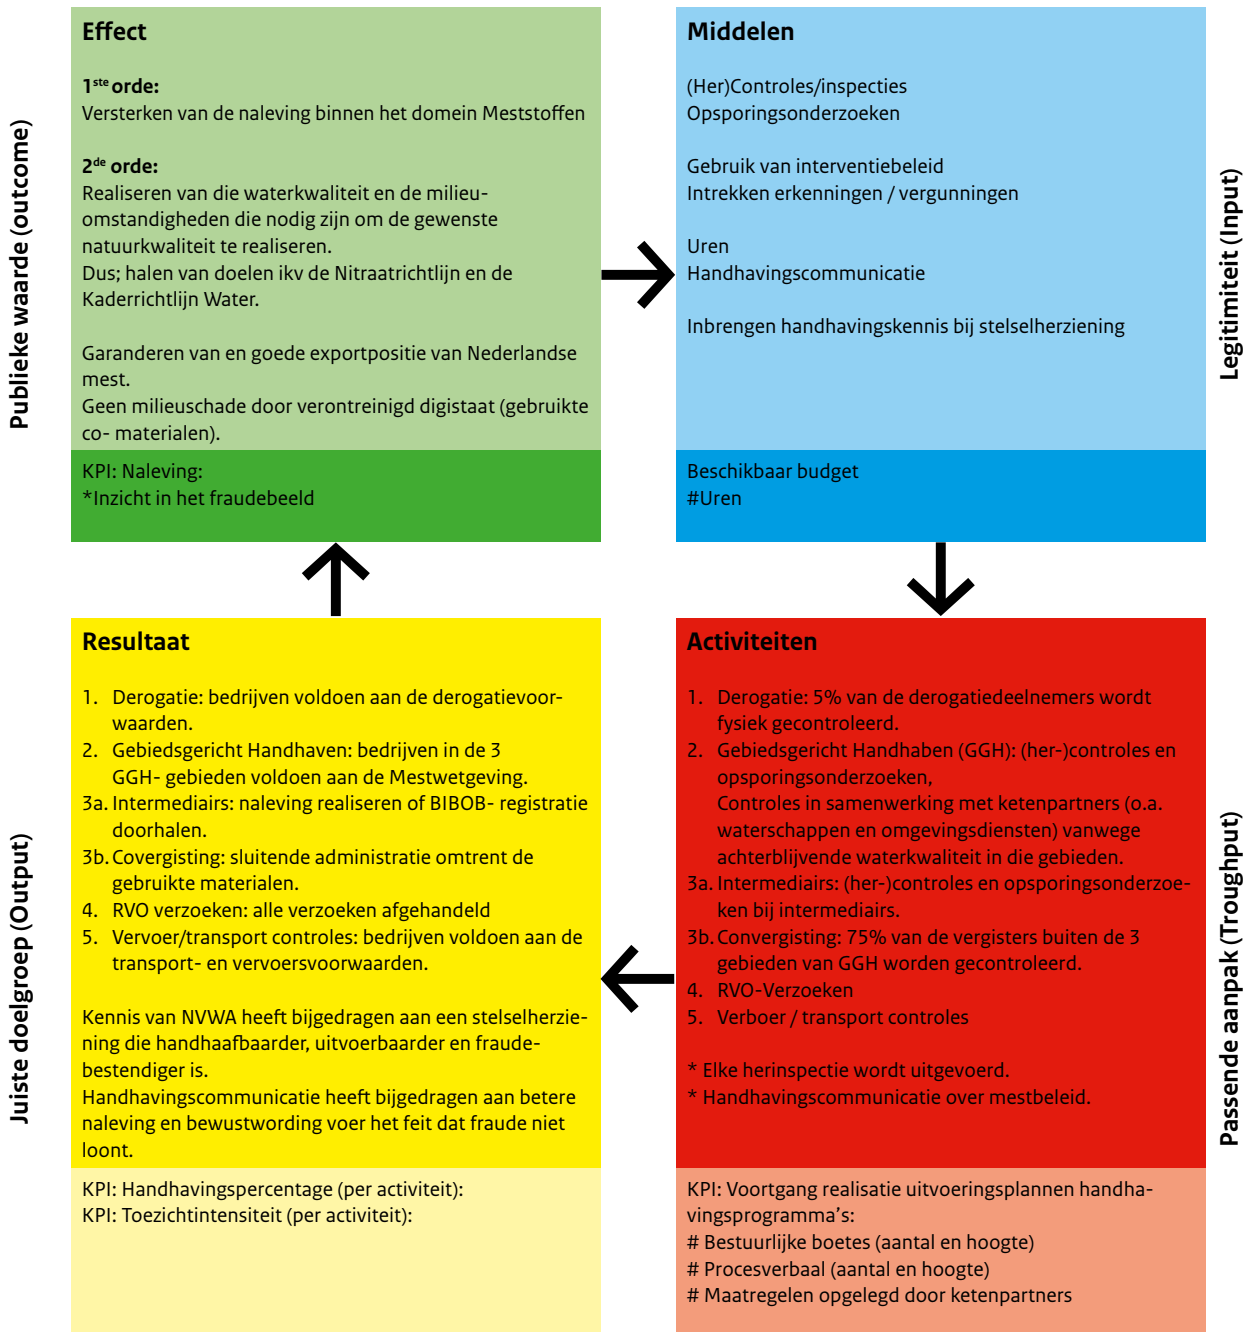 Publieke waarde (outcome)
Effect
1ste orde:
Versterken van de naleving binnen het domein Meststoffen
2de orde:
Realiseren van die waterkwaliteit en de milieu-
omstandigheden die nodig zijn om de gewenste
natuurkwaliteit te realiseren.
Dus; halen van doelen ikv de Nitraatrichtlijn en de
Kaderrichtlijn Water.
Garanderen van en goede exportpositie van Nederlandse
mest.
Geen milieuschade door verontreinigd digistaat (gebruikte
co- materialen).
KPI: Naleving:
*Inzicht in het fraudebeeld
Middelen
(Her)Controles/inspecties
Opsporingsonderzoeken
Gebruik van interventiebeleid
Intrekken erkenningen / vergunningen
Uren
Handhavingscommunicatie
Inbrengen handhavingskennis bij stelselherziening
Beschikbaar budget
#Uren
Legitimiteit (Input)
Juiste doelgroep (Output)
Resultaat
1. Derogatie: bedrijven voldoen aan de derogatievoor-
waarden.
2. Gebiedsgericht Handhaven: bedrijven in de 3
GGH- gebieden voldoen aan de Mestwetgeving.
3a. Intermediairs: naleving realiseren of BIBOB- registratie
doorhalen.
3b. Covergisting: sluitende administratie omtrent de
gebruikte materialen.
4. RVO verzoeken: alle verzoeken afgehandeld
5. Vervoer/transport controles: bedrijven voldoen aan de
transport- en vervoersvoorwaarden.
Kennis van NVWA heeft bijgedragen aan een stelselherzie-
ning die handhaafbaarder, uitvoerbaarder en fraude-
bestendiger is.
Handhavingscommunicatie heeft bijgedragen aan betere
naleving en bewustwording voer het feit dat fraude niet
loont.
KPI: Handhavingspercentage (per activiteit):
KPI: Toezichtintensiteit (per activiteit):
Activiteiten
1. Derogatie: 5% van de derogatiedeelnemers wordt
fysiek gecontroleerd.
2. Gebiedsgericht Handhaben (GGH): (her-)controles en
opsporingsonderzoeken,
Controles in samenwerking met ketenpartners (o.a.
waterschappen en omgevingsdiensten) vanwege
achterblijvende waterkwaliteit in die gebieden.
3a. Intermediairs: (her-)controles en opsporingsonderzoe-
ken bij intermediairs.
3b. Convergisting: 75% van de vergisters buiten de 3
gebieden van GGH worden gecontroleerd.
4. RVO-Verzoeken
5. Verboer / transport controles
* Elke herinspectie wordt uitgevoerd.
* Handhavingscommunicatie over mestbeleid.
KPI: Voortgang realisatie uitvoeringsplannen handha-
vingsprogramma’s:
# Bestuurlijke boetes (aantal en hoogte)
# Procesverbaal (aantal en hoogte)
# Maatregelen opgelegd door ketenpartners
Passende aanpak (Troughput)